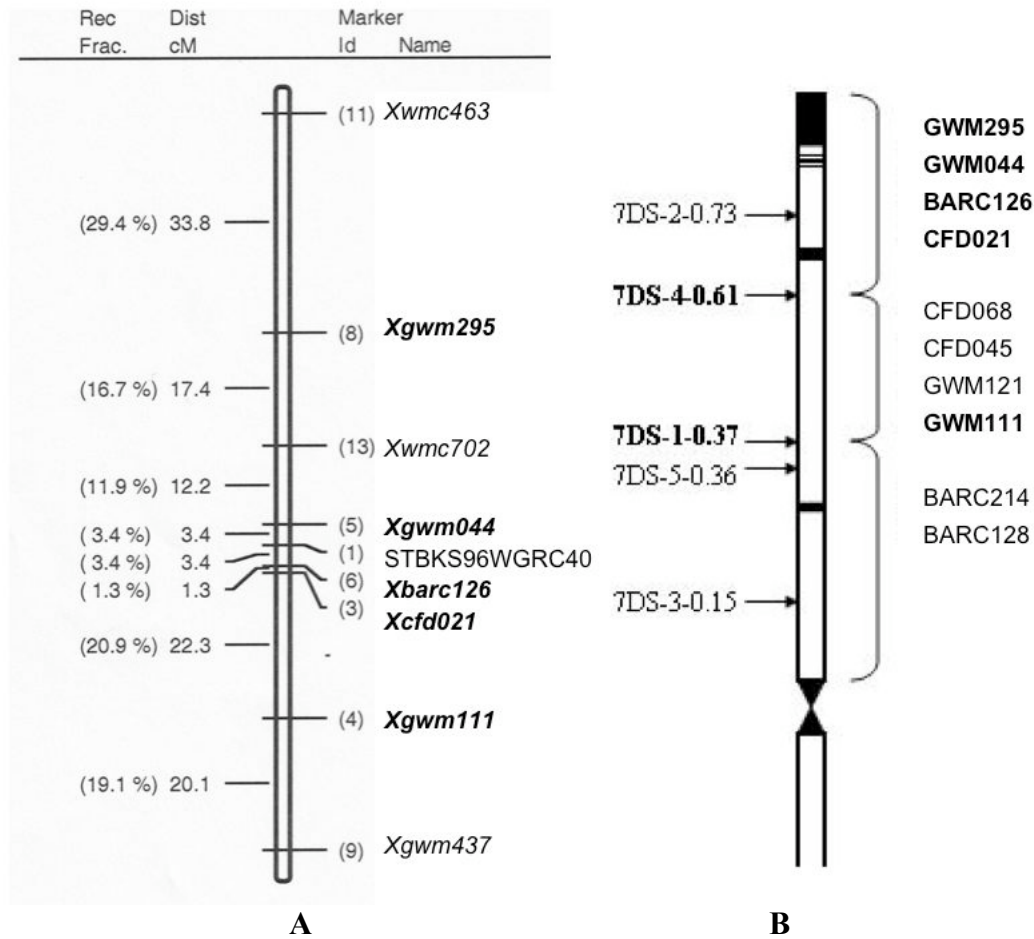 Rec Dist Marker
Frac. cM Id Name
(11) Xwmc463
(29.4 %) 33.8
(8) Xgwm295
(16.7 %) 17.4
(13) Xwmc702
(11.9 %) 12.2
(5) Xgwm044
( 3.4 %) 3.4
(1) STBKS96WGRC40
( 3.4 %) 3.4
(6) Xbarc126
( 1.3 %) 1.3
(3) Xcfd021
(20.9 %) 22.3
(4) Xgwm111
(19.1 %) 20.1
(9) Xgwm437
A
7DS-2-0.73
7DS-4-0.61
7DS-1-0.37
7DS-5-0.36
7DS-3-0.15
GWM295
GWM044
BARC126
CFD021
CFD068
CFD045
GWM121
GWM111
BARC214
BARC128
B